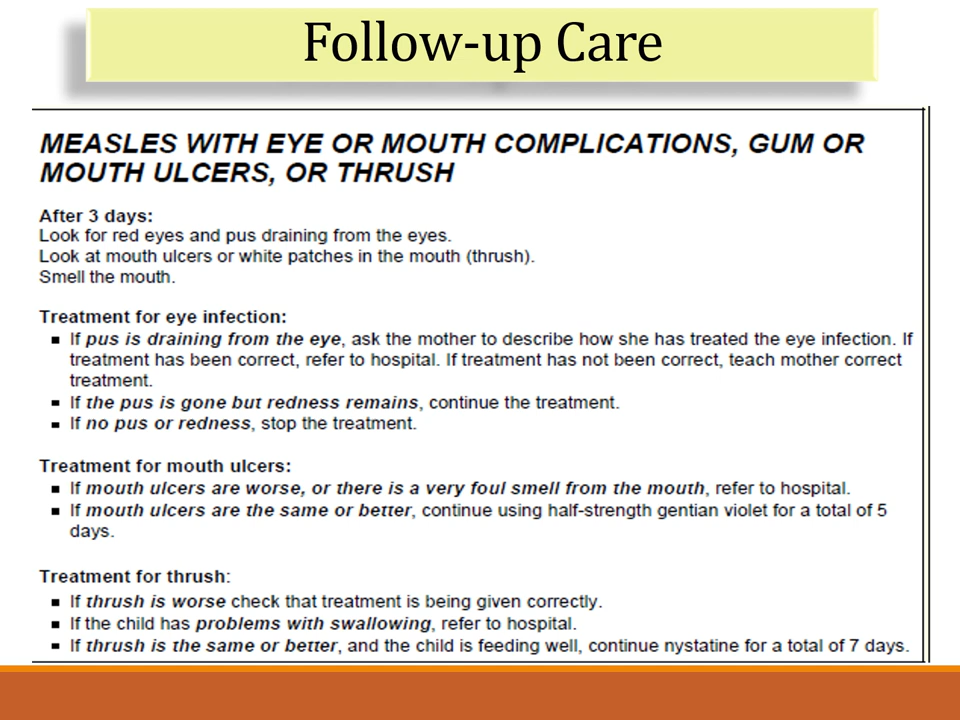 Follow-up Care
MEASLES WITH EYE OR MOUTH COMPLICATIONS, GUM OR
MOUTH ULCERS, OR THRUSH
After 3 days:
Look for red eyes and pus draining from the eyes.
Look at mouth ulcers or white patches in the mouth (thrush).
Smell the mouth.
Treatment for eye infection:
▪ If pus is draining from the eye, ask the mother to describe how she has treated the eye infection. If
treatment has been correct, refer to hospital. If treatment has not been correct, teach mother correct
treatment.
▪ If the pus is gone but redness remains, continue the treatment.
▪ If no pus or redness, stop the treatment.
Treatment for mouth ulcers:
▪ If mouth ulcers are worse, or there is a very foul smell from the mouth, refer to hospital.
▪ If mouth ulcers are the same or better, continue using half-strength gentian violet for a total of 5
days.
Treatment for thrush:
▪ If thrush is worse check that treatment is being given correctly.
▪ If the child has problems with swallowing, refer to hospital.
▪ If thrush is the same or better, and the child is feeding well, continue nystatine for a total of 7 days.